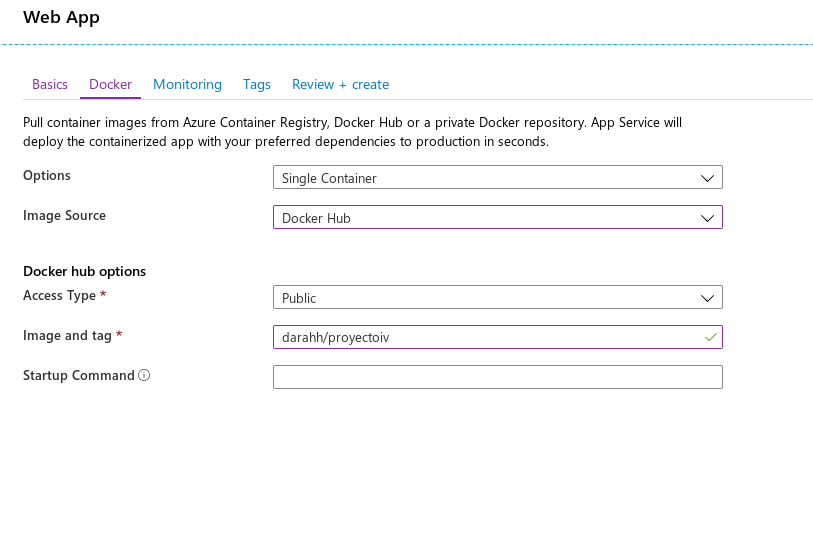 Web App
Basics Docker Monitoring Tags Review + create
Pull container images from Azure Container Registry, Docker Hub or a private Docker repository. App Service will
deploy the containerized app with your preferred dependencies to production in seconds.
Options Single Container
Image Source Docker Hub
Docker hub options
Access Type * Public
Image and tag * darahh/proyectoiv
Startup Command